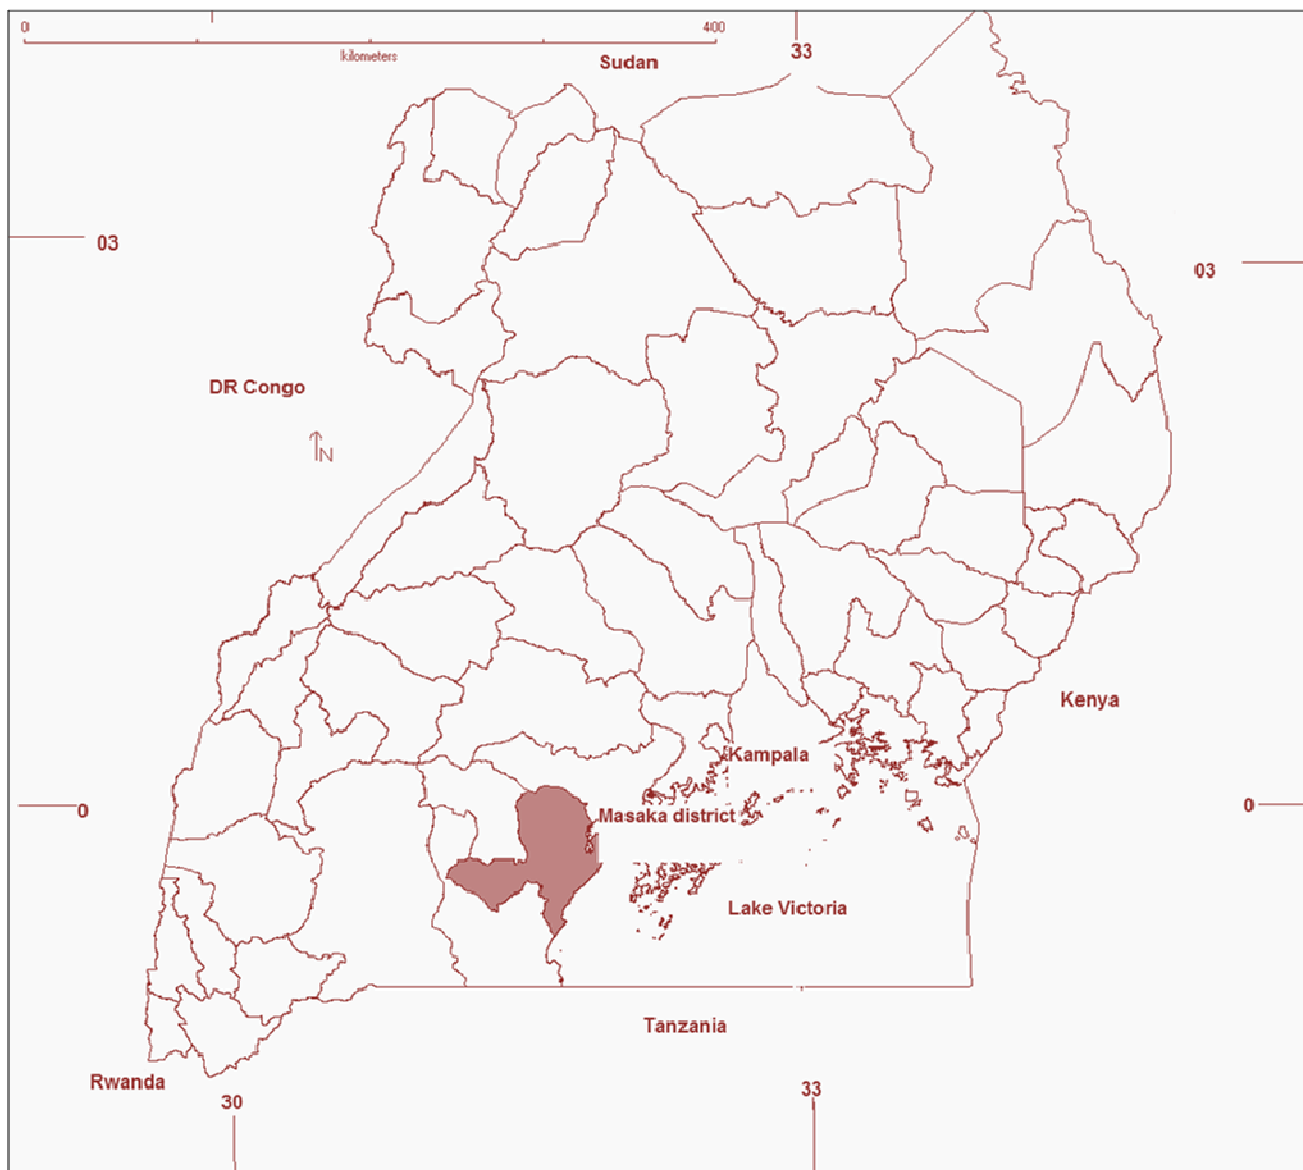 0 400
kilometers
33
Sudan
03
03
DR Congo
N
Kenya
Kampala
0
Masaka district
0
Lake Victoria
Tanzania
Rwanda
30
33